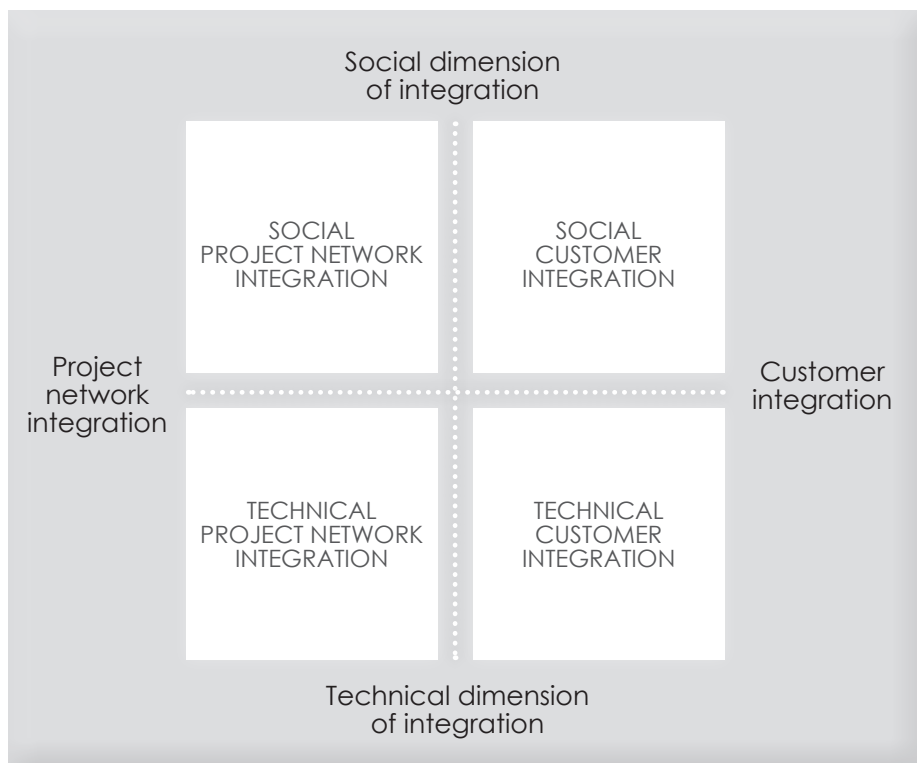 Social dimension
of integration
SOCIAL
PROJECT NETWORK
INTEGRATION
SOCIAL
CUSTOMER
INTEGRATION
Project
network
integration
Customer
integration
TECHNICAL
PROJECT NETWORK
INTEGRATION
TECHNICAL
CUSTOMER
INTEGRATION
Technical dimension
of integration